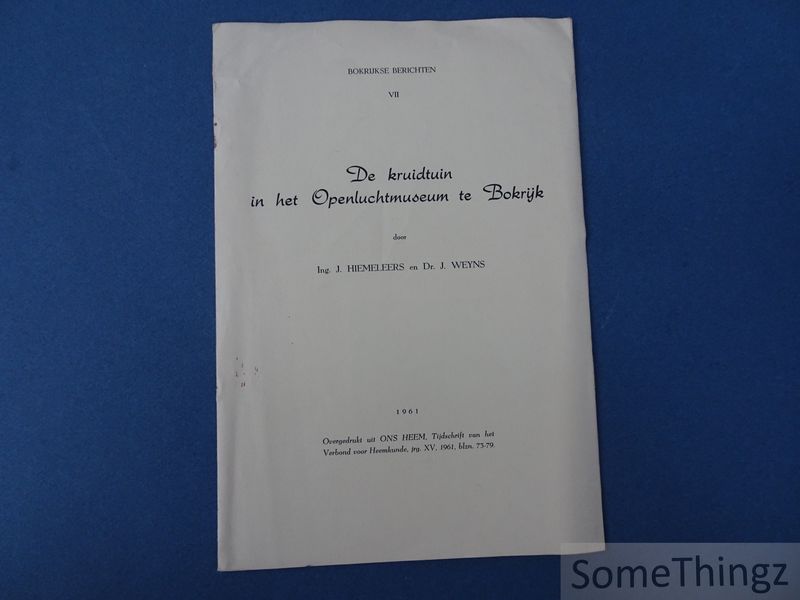 BOKRIJKSE BERICHTEN
VII
De kruidtuin
in het Openluchtmuseum te Bokrijk
door
Ing. J. HIEMELEERS en Dr. J. WEYNS
1961
Overgedrukt uit ONS HEEM, Tijdschrift van het
Verbond voor Heemkunde, jrg. XV, 1961, blzn. 73-79.
SomeThingz